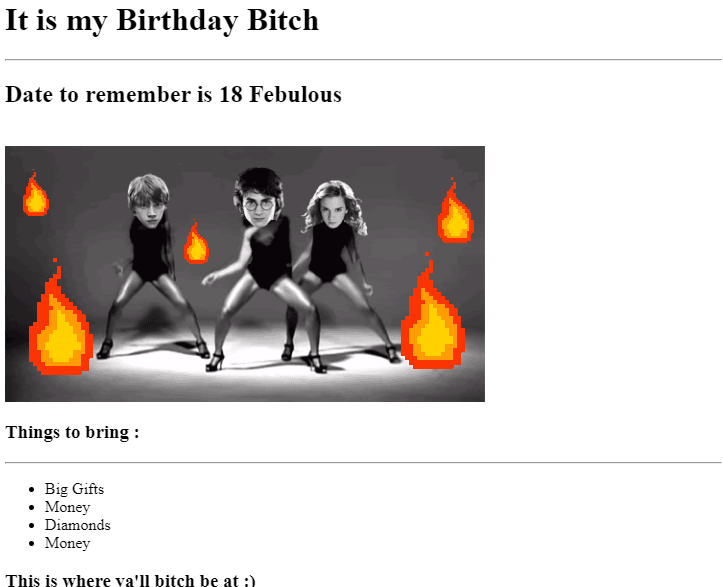 It is my Birthday Bitch
Date to remember is 18 Febulous
Things to bring :
Big Gifts
Money
Diamonds
Money
This is where ya'll bitch be at :)